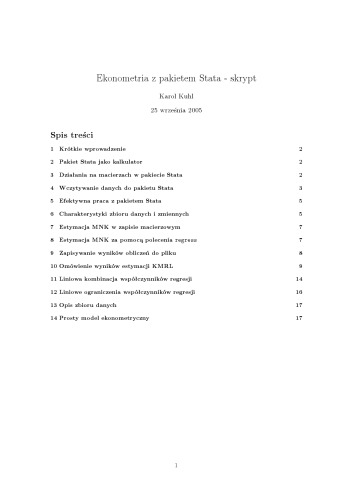 Ekonometria z pakietem Stata - skrypt
Karol Kuhl
25 września 2005
Spis treści
1 Krótkie wprowadzenie 2
2 Pakiet Stata jako kalkulator 2
3 Działania na macierzach w pakiecie Stata 2
4 Wczytywanie danych do pakietu Stata 3
5 Efektywna praca z pakietem Stata 5
6 Charakterystyki zbioru danych i zmiennych 5
7 Estymacja MNK w zapisie macierzowym 7
8 Estymacja MNK za pomocą polecenia regress 7
9 Zapisywanie wyników obliczeń do pliku 8
10 Omówienie wyników estymacji KMRL 9
11 Liniowa kombinacja współczynników regresji 14
12 Liniowe ograniczenia współczynników regresji 16
13 Opis zbioru danych 17
14 Prosty model ekonometryczny 17
1